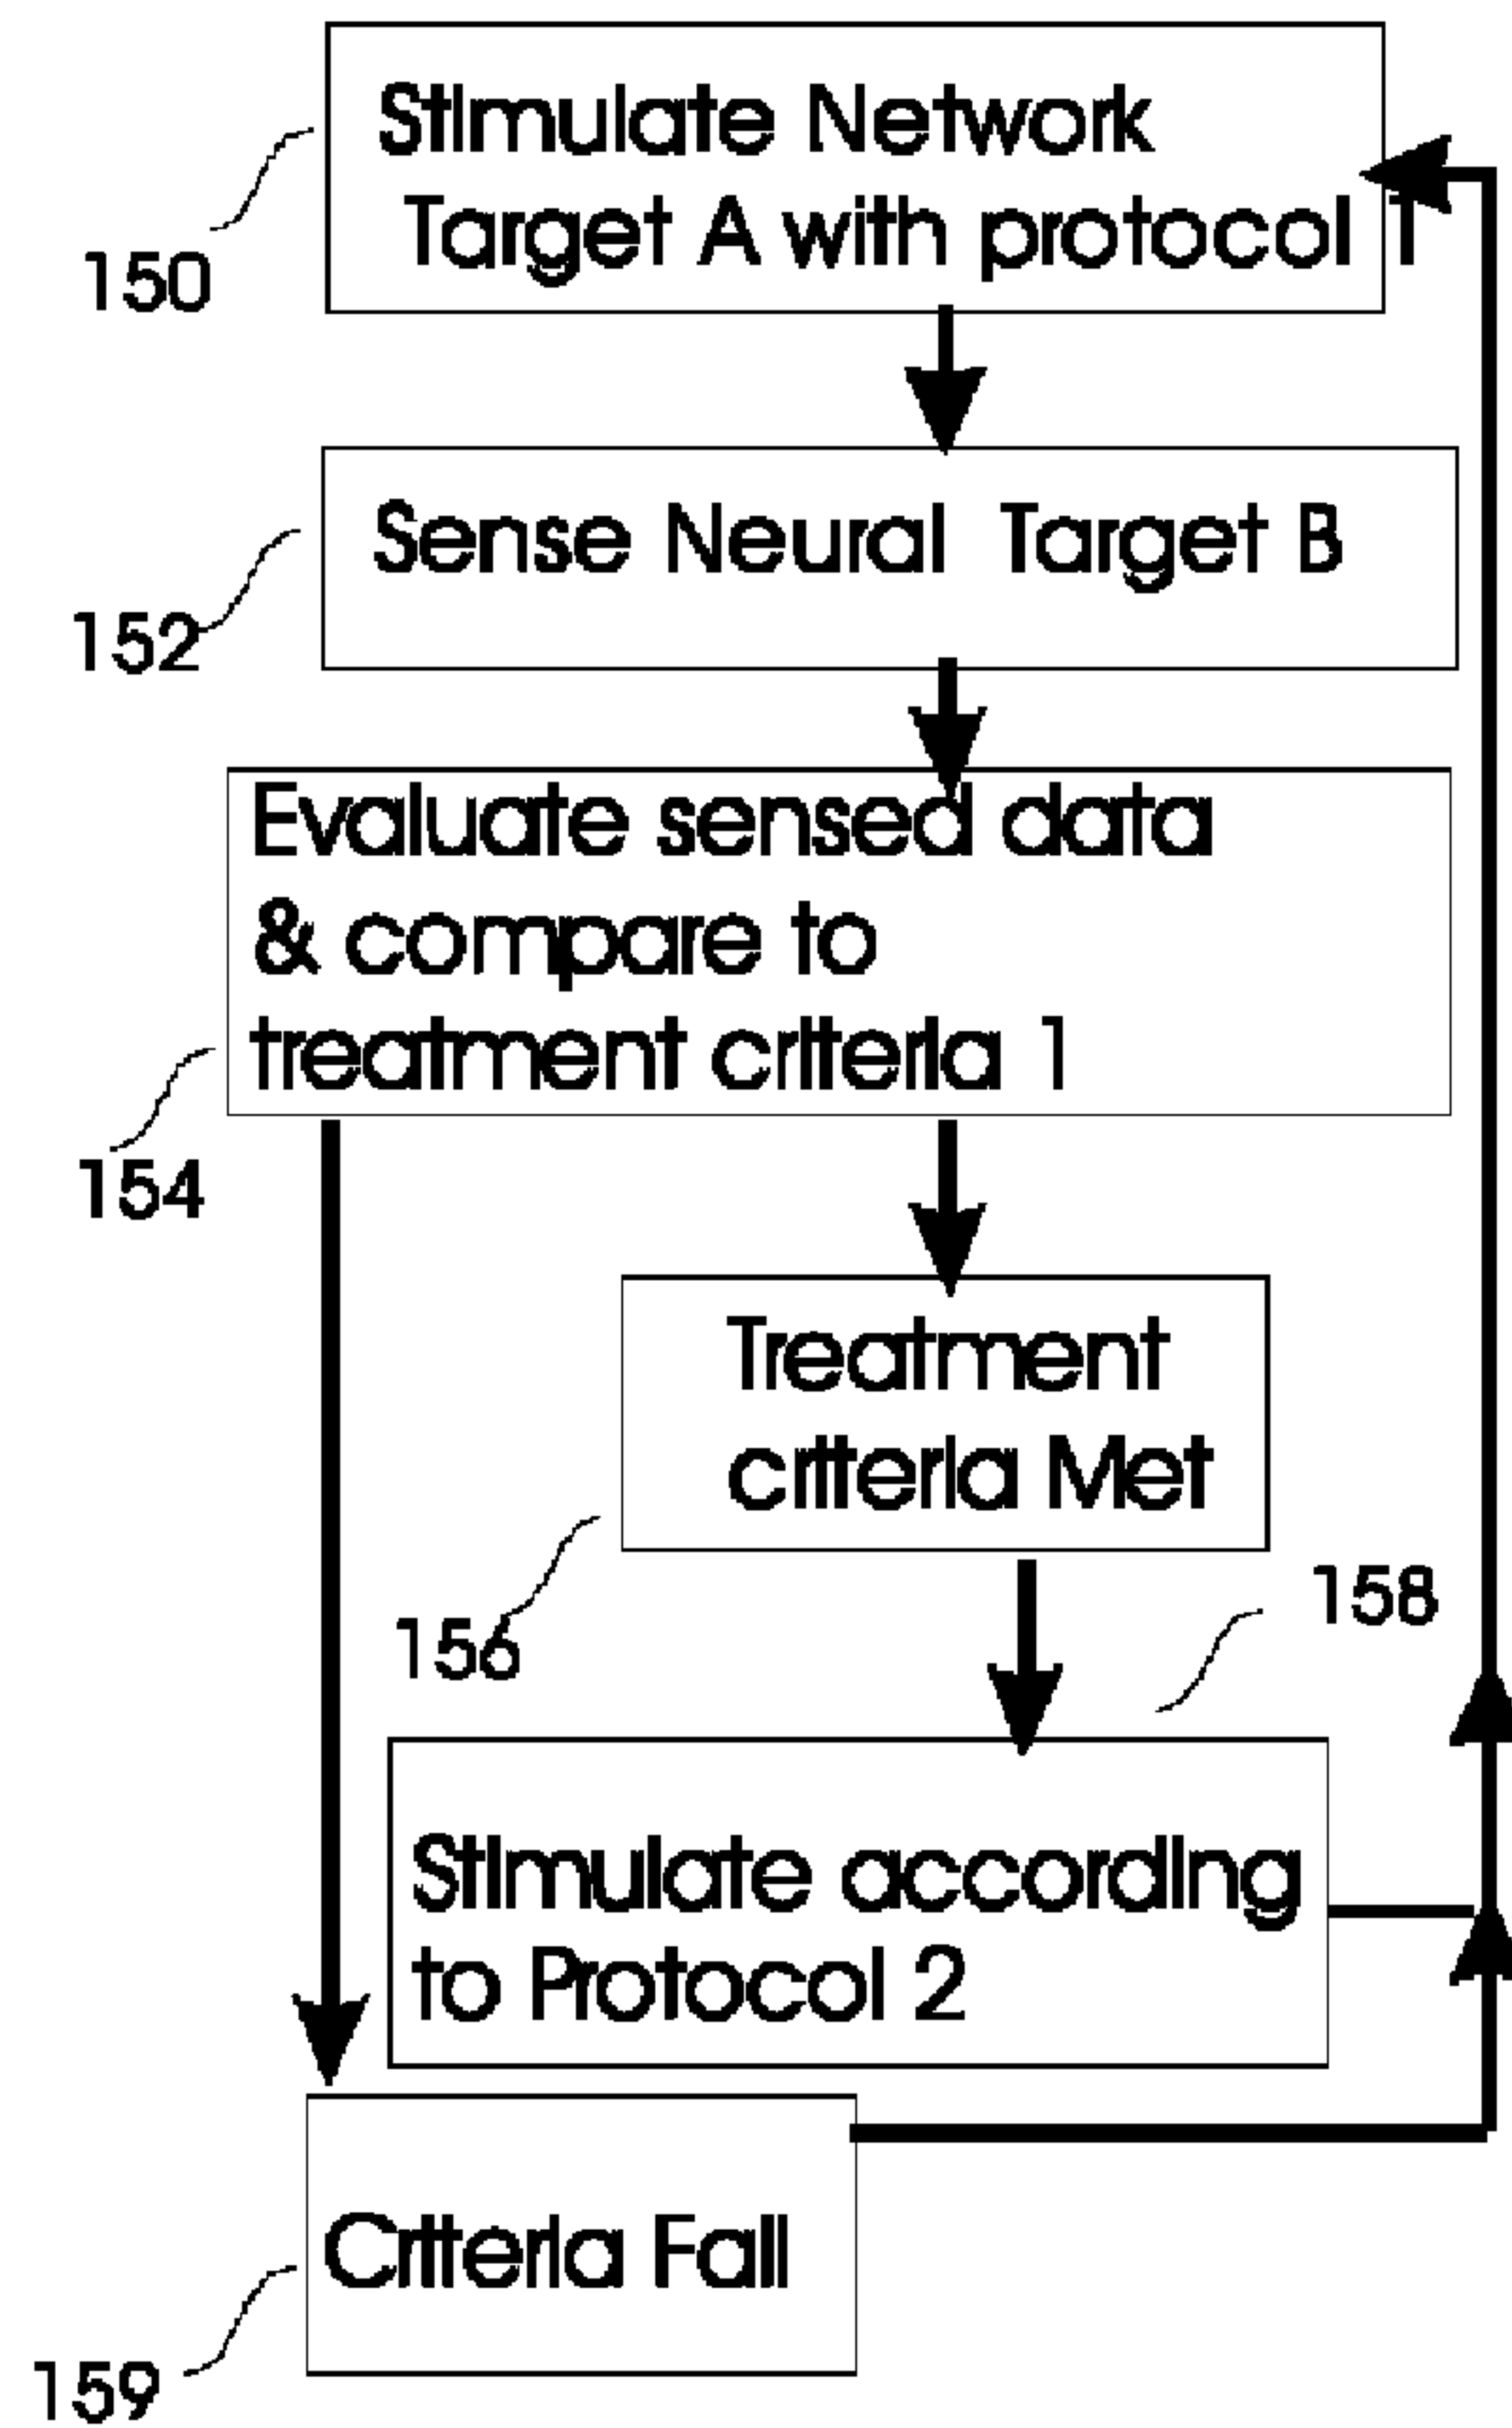 Stimulate Network
Target A with protocol 1
150
Sense Neural Target B
152
Evaluate sensed data
& compare to
treatment criteria 1
154
Treatment
criteria Met
156
158
Stimulate according
to Protocol 2
Criteria Fail
159